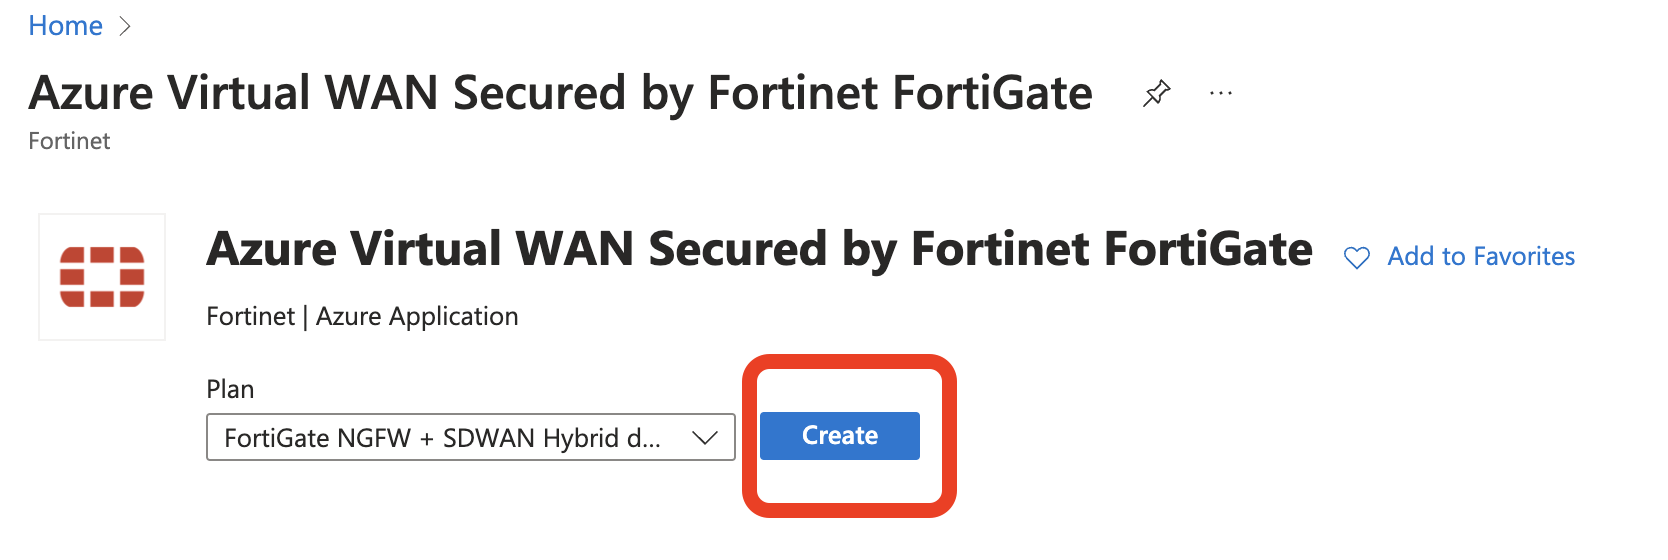 Home
Azure Virtual WAN Secured by Fortinet FortiGate
Fortinet
Azure Virtual WAN Secured by Fortinet FortiGate
Add to Favorites
Fortinet | Azure Application
Plan
FortiGate NGFW + SDWAN Hybrid d...
Create